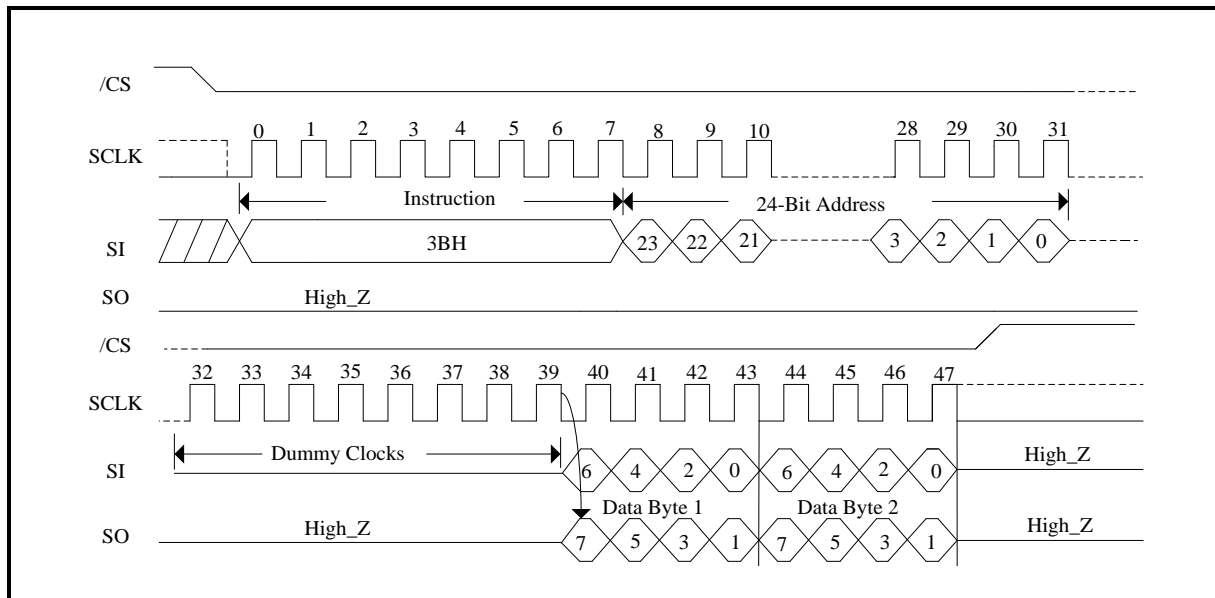 /CS
0 1 2 3 4 5 6 7 8 9 10 28 29 30 31
SCLK
Instruction 24-Bit Address
SI 3BH 23 22 21 3 2 1 0
SO High_Z
/CS
32 33 34 35 36 37 38 39 40 41 42 43 44 45 46 47
SCLK
Dummy Clocks
SI 6 4 2 0 6 4 2 0 High_Z
Data Byte 1 Data Byte 2
SO High_Z 7 5 3 1 7 5 3 1 High_Z